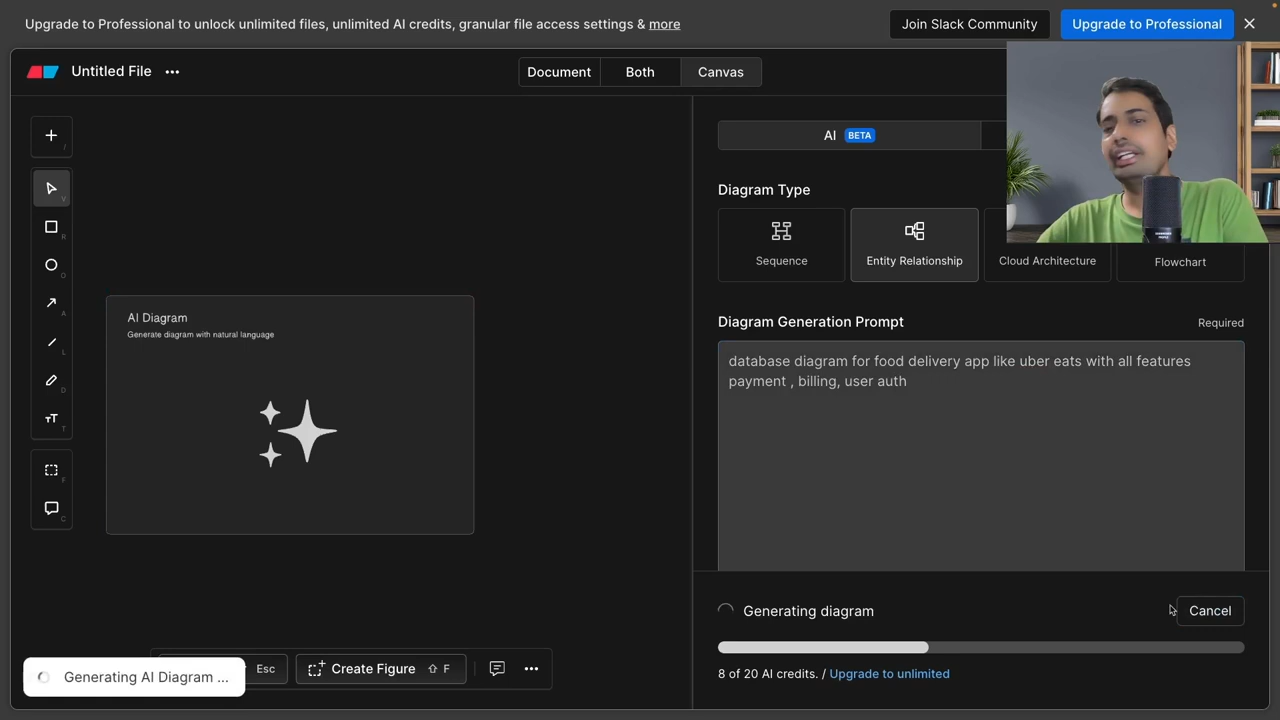 Upgrade to Professional to unlock unlimited files, unlimited AI credits, granular file access settings & more
Join Slack Community
Upgrade to Professional
Untitled File
Document
Both
Canvas
AI BETA
Diagram Type
Sequence
Entity Relationship
Cloud Architecture
Flowchart
Diagram Generation Prompt
Required
database diagram for food delivery app like uber eats with all features
payment , billing, user auth
/
V
R
O
A
L
D
T
F
C
AI Diagram
Generate diagram with natural language
Generating diagram
Cancel
8 of 20 AI credits. / Upgrade to unlimited
Esc
Create Figure
F
Generating AI Diagram ...